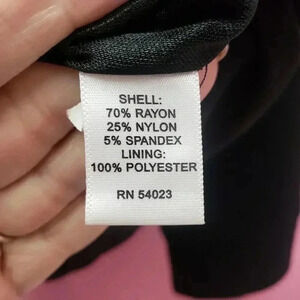 SHELL:
70% RAYON
25% NYLON
5% SPANDEX
LINING:
100% POLYESTER
RN 54023